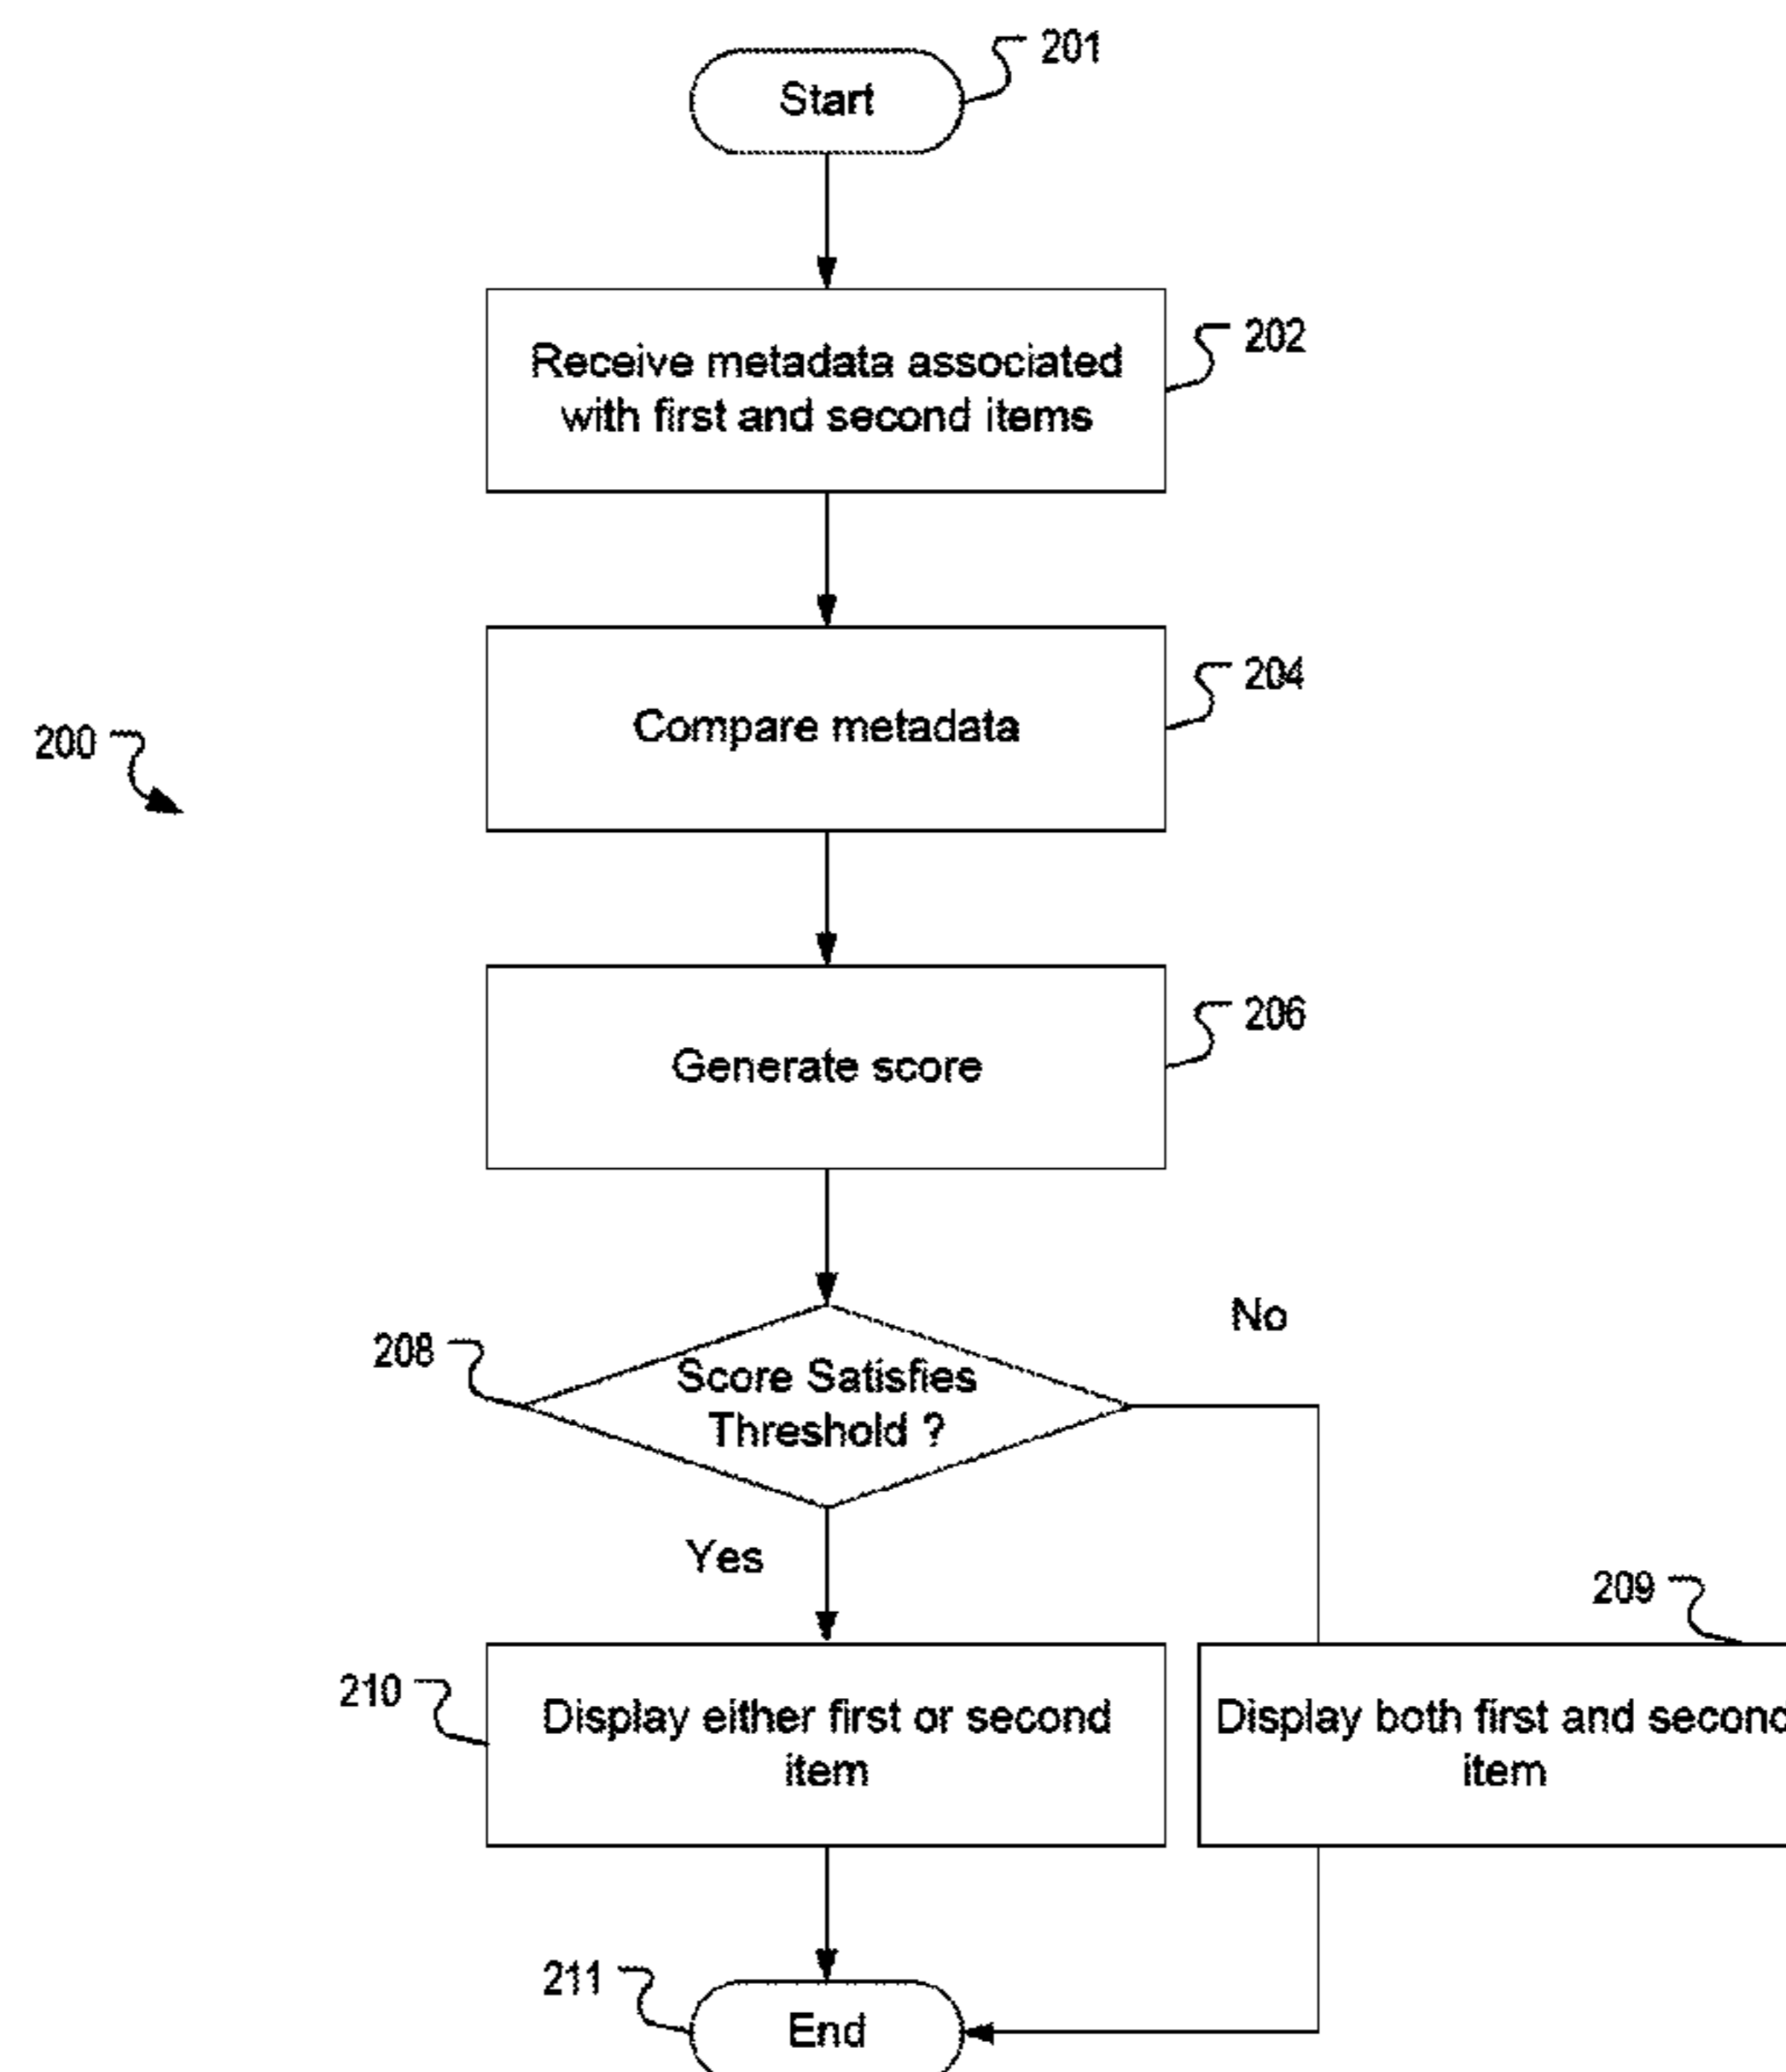 201
Start
202
Receive metadata associated
with first and second items
204
Compare metadata
200
206
Generate score
No
208
Score Satisfies
Threshold ?
Yes
209
210
Display either first or second
item
Display both first and second
item
211
End